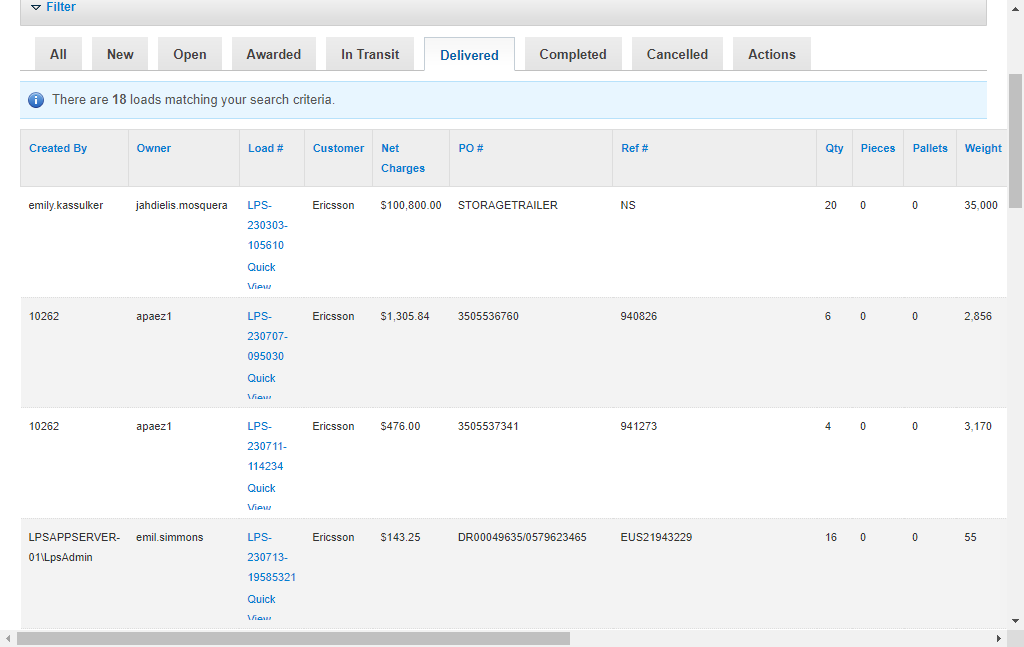 Filter
All New Open Awarded In Transit Delivered Completed Cancelled Actions
There are 18 loads matching your search criteria.
Created By Owner Load # Customer Net Charges PO # Ref # Qty Pieces Pallets Weight
emily.kassulker jahdielis.mosquera LPS-230303-105610 Quick View Ericsson $100,800.00 STORAGETRAILER NS 20 0 0 35,000
10262 apaez1 LPS-230707-095030 Quick View Ericsson $1,305.84 3505536760 940826 6 0 0 2,856
10262 apaez1 LPS-230711-114234 Quick View Ericsson $476.00 3505537341 941273 4 0 0 3,170
LPSAPPSERVER-01\LpsAdmin emil.simmons LPS-230713-19585321 Quick View Ericsson $143.25 DR00049635/0579623465 EUS21943229 16 0 0 55